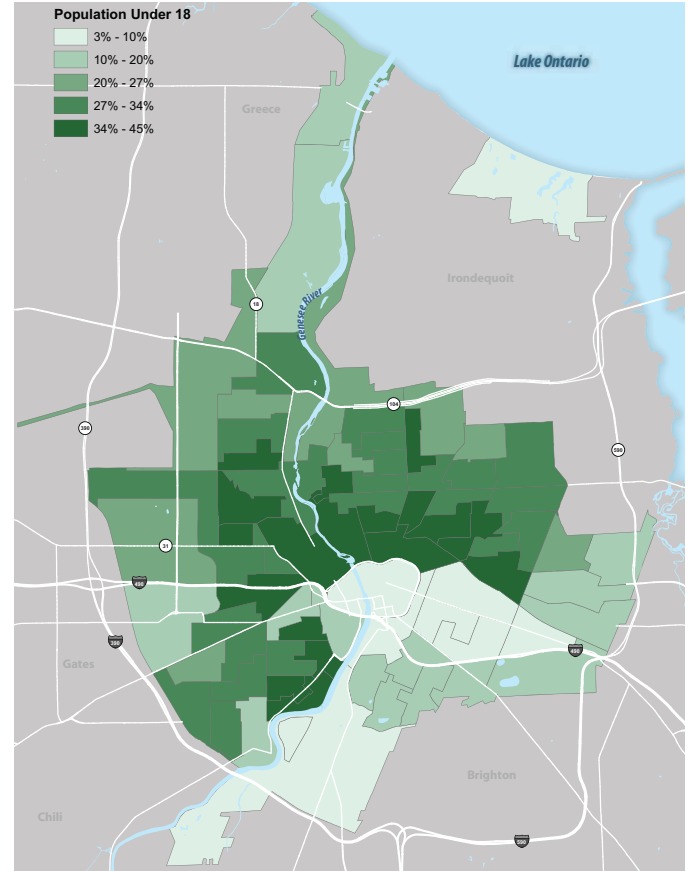 Population Under 18
3% - 10%
10% - 20%
20% - 27%
27% - 34%
34% - 45%
Lake Ontario
Greece
Irondequoit
Genesee River
18
104
390
590
31
490
390
490
Gates
Brighton
Chili
590